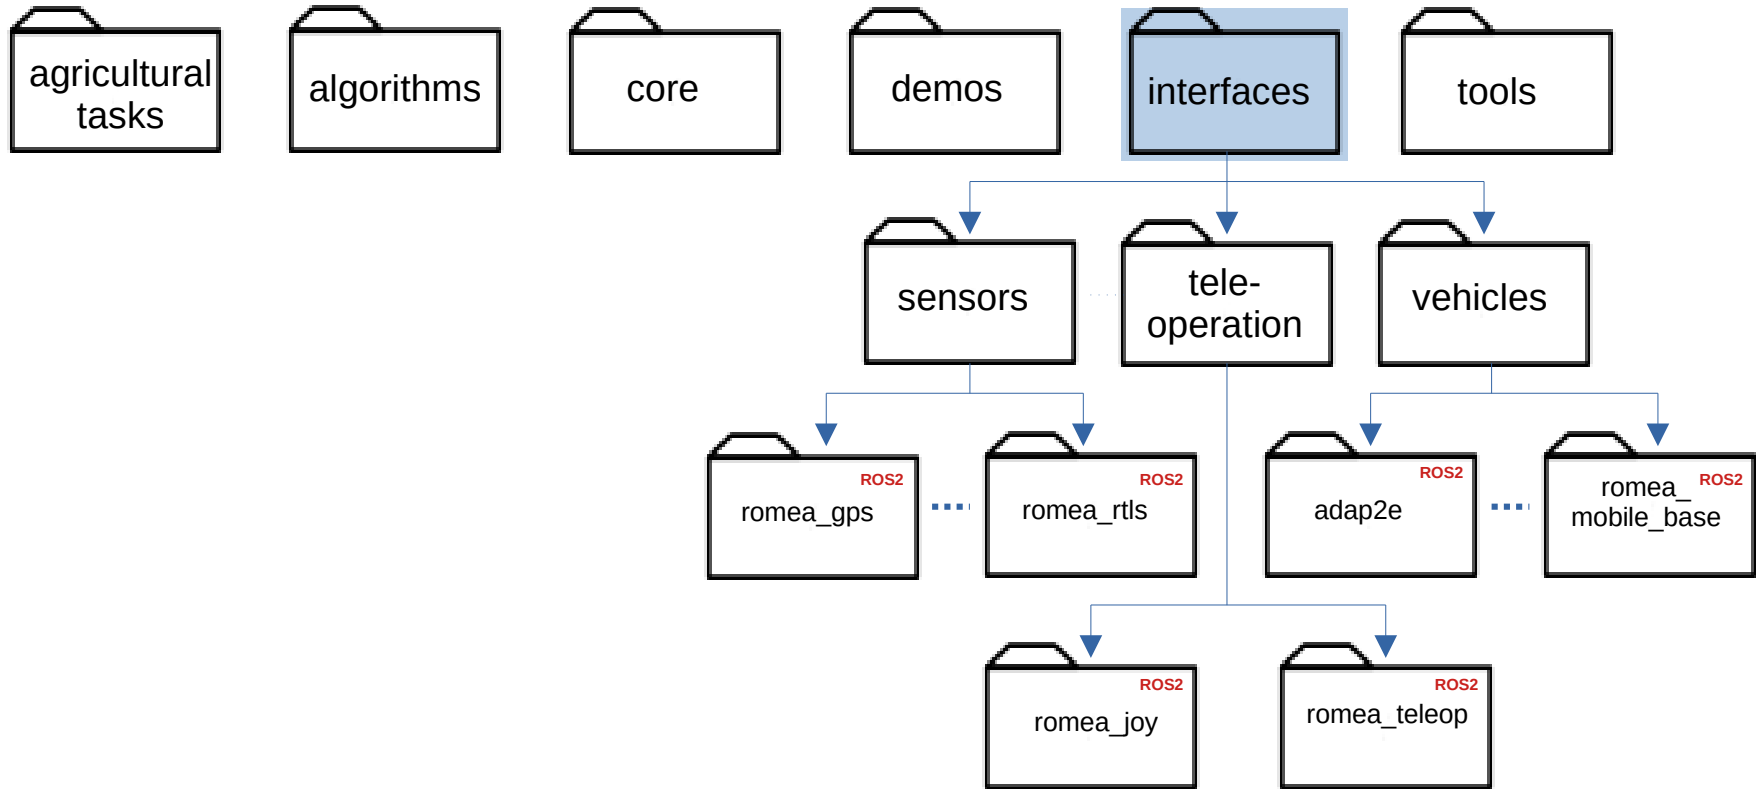 agricultural
tasks
algorithms
core
demos
interfaces
tools
sensors
tele-
operation
vehicles
ROS2
romea_gps
ROS2
romea_rtls
ROS2
adap2e
ROS2
romea_
mobile_base
ROS2
romea_joy
ROS2
romea_teleop